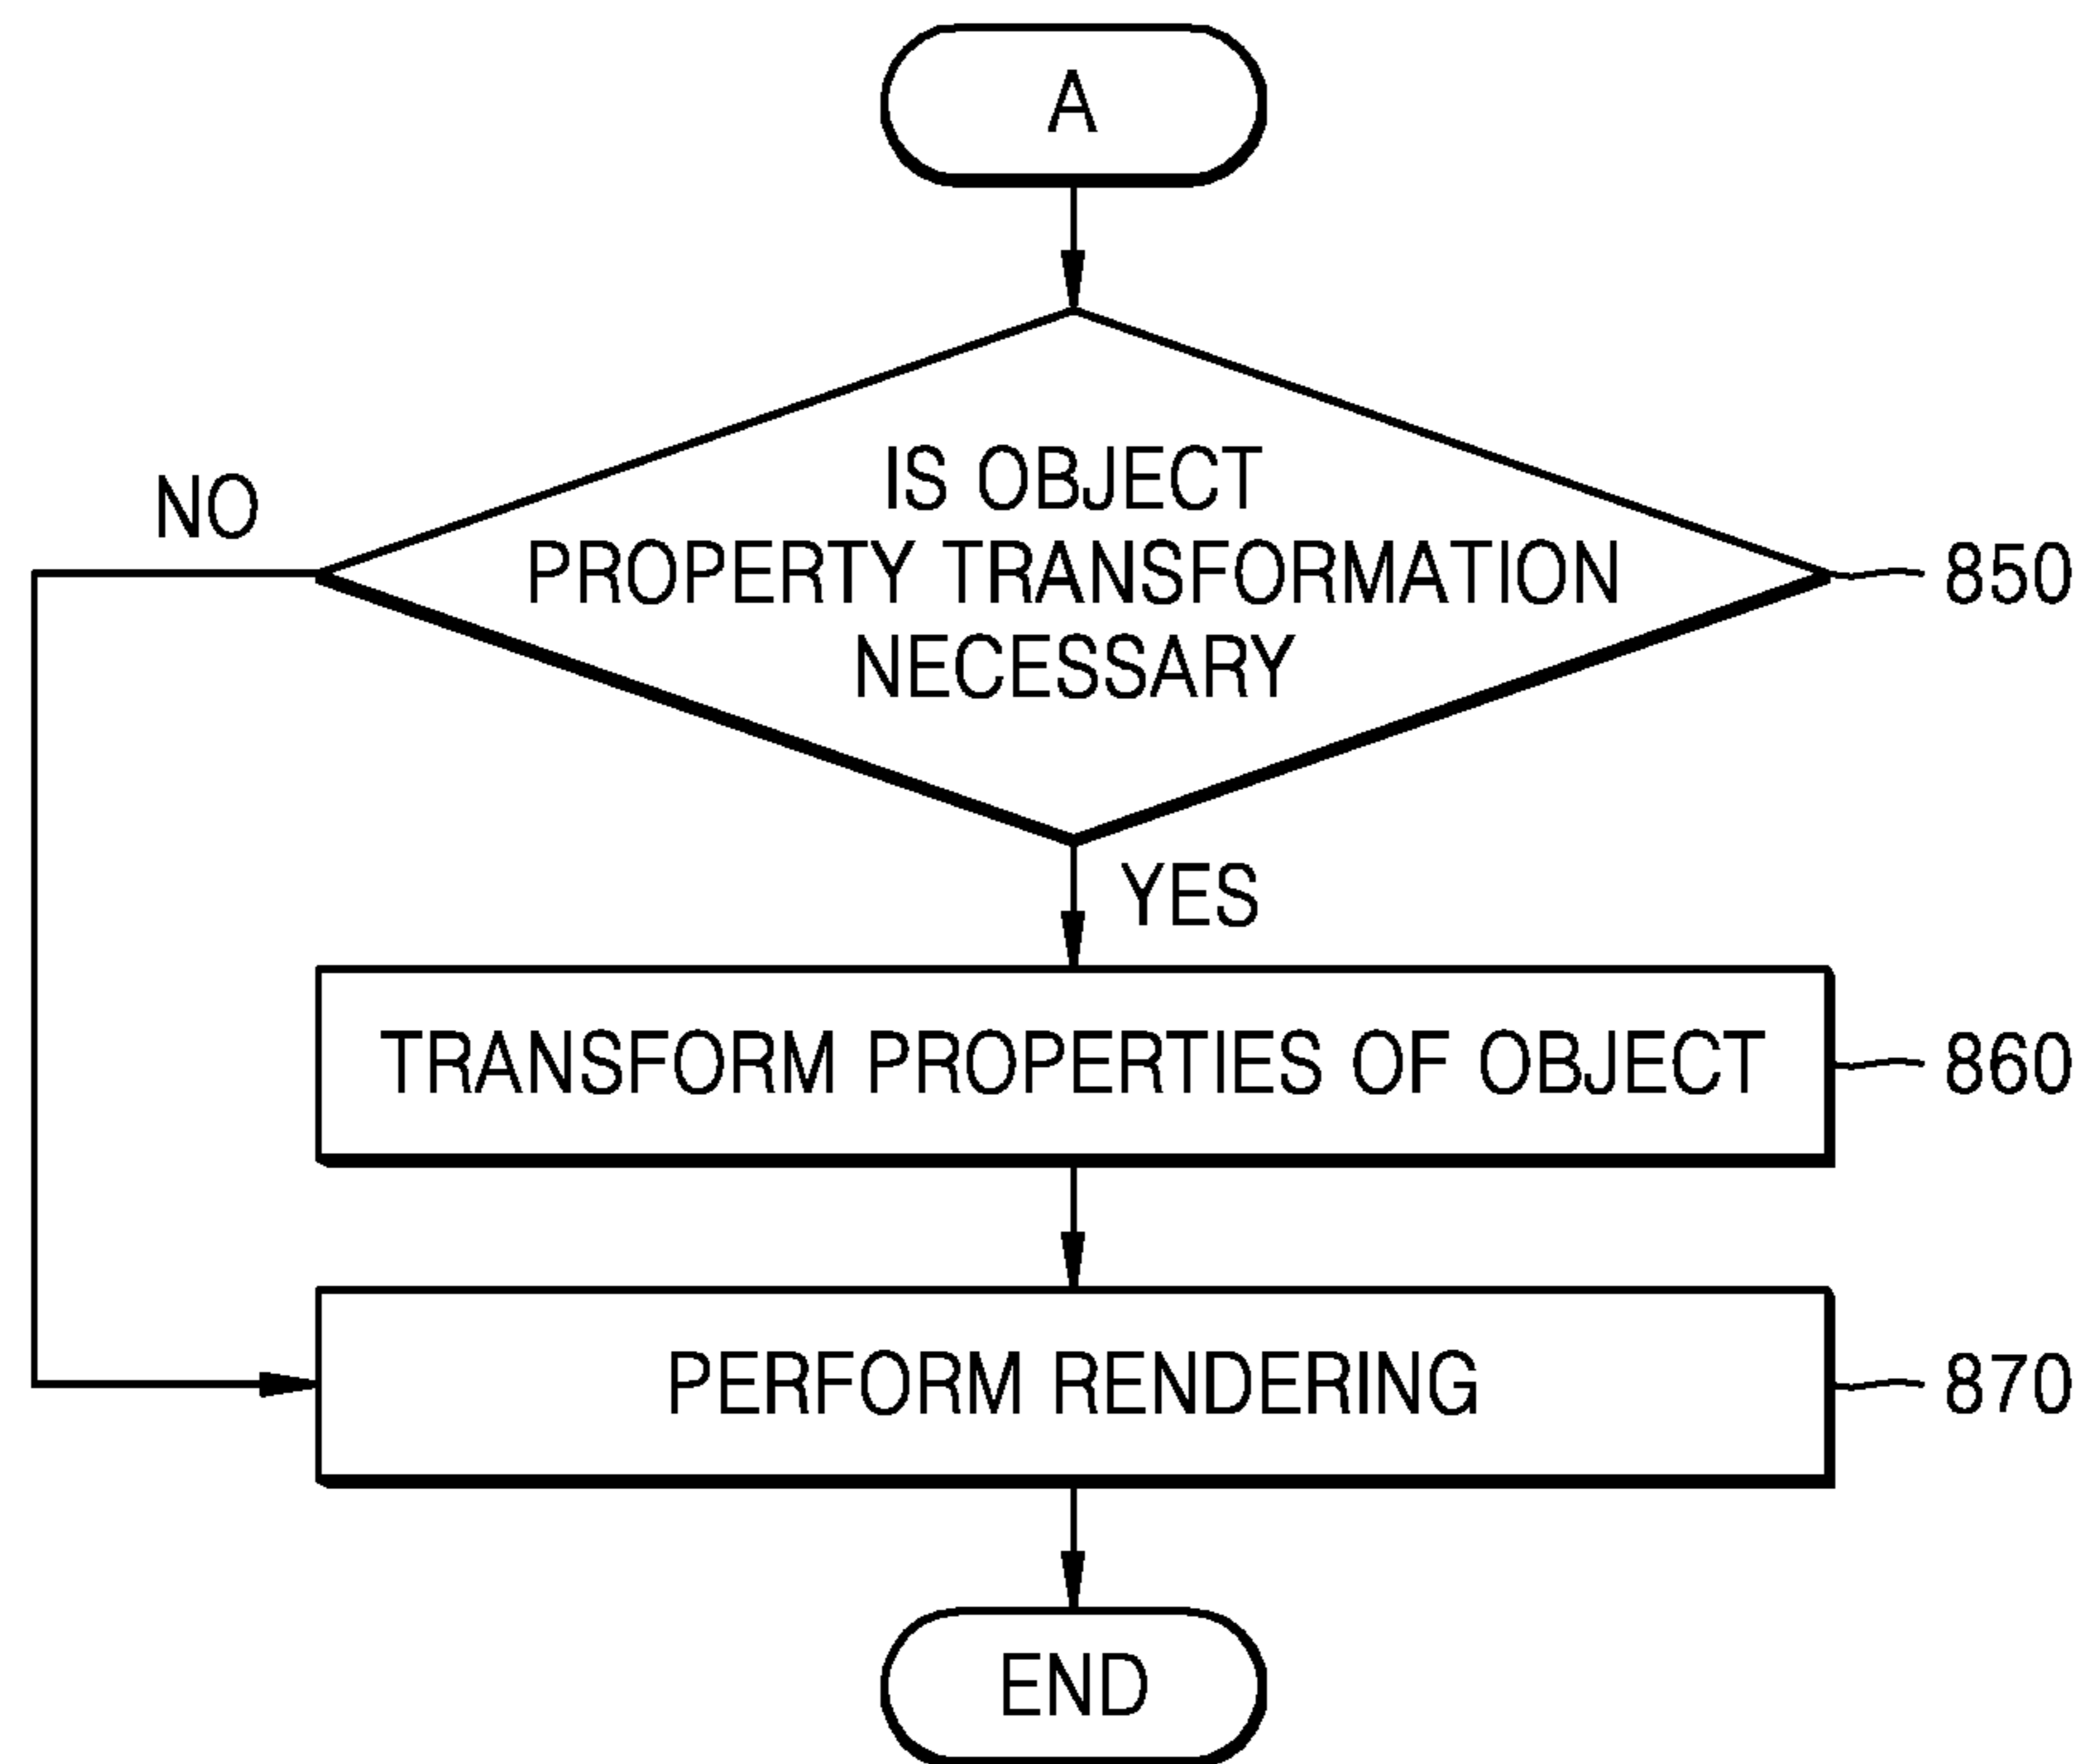 A
IS OBJECT
PROPERTY TRANSFORMATION
NECESSARY
850
NO
YES
TRANSFORM PROPERTIES OF OBJECT
860
PERFORM RENDERING
870
END